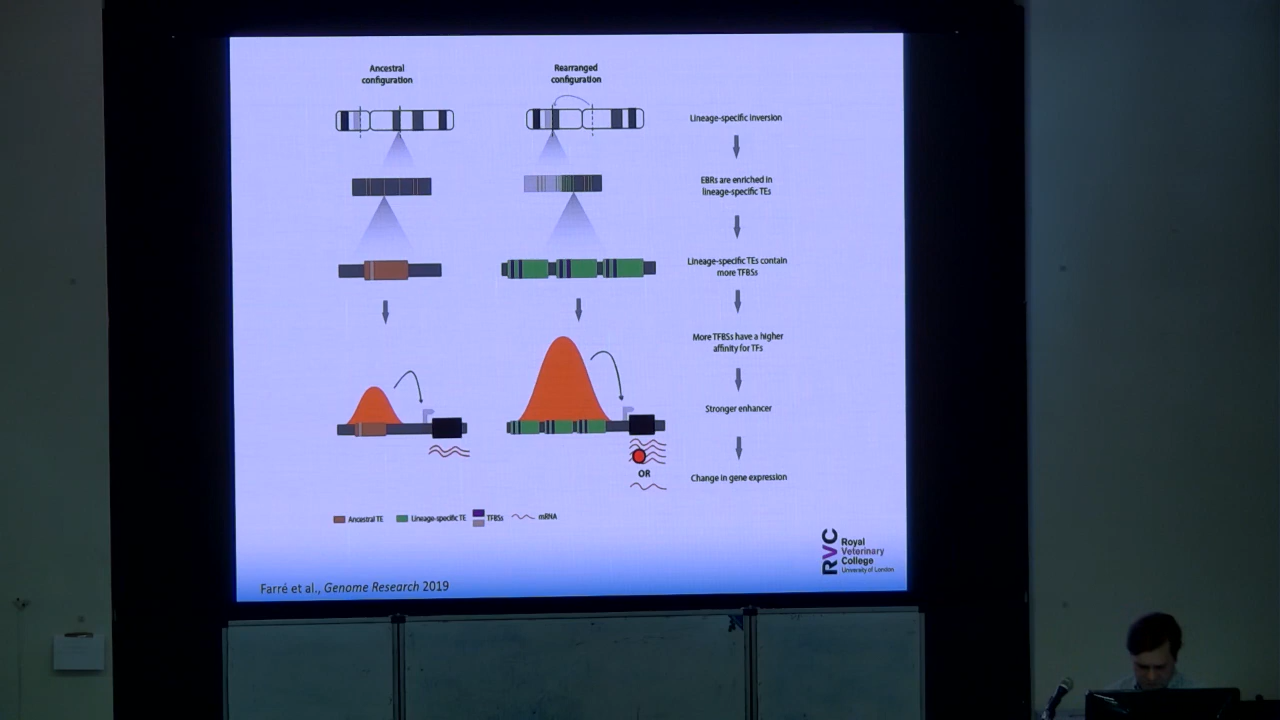 Ancestral
configuration
Rearranged
configuration
Lineage-specific inversion
EBRs are enriched in
lineage-specific TEs
Lineage-specific TEs contain
more TFBSs
More TFBSs have a higher
affinity for TFs
Stronger enhancer
OR
Change in gene expression
Ancestral TE
Lineage-specific TE
TFBSs
mRNA
RVC
Royal
Veterinary
College
University of London
Farré et al., Genome Research 2019